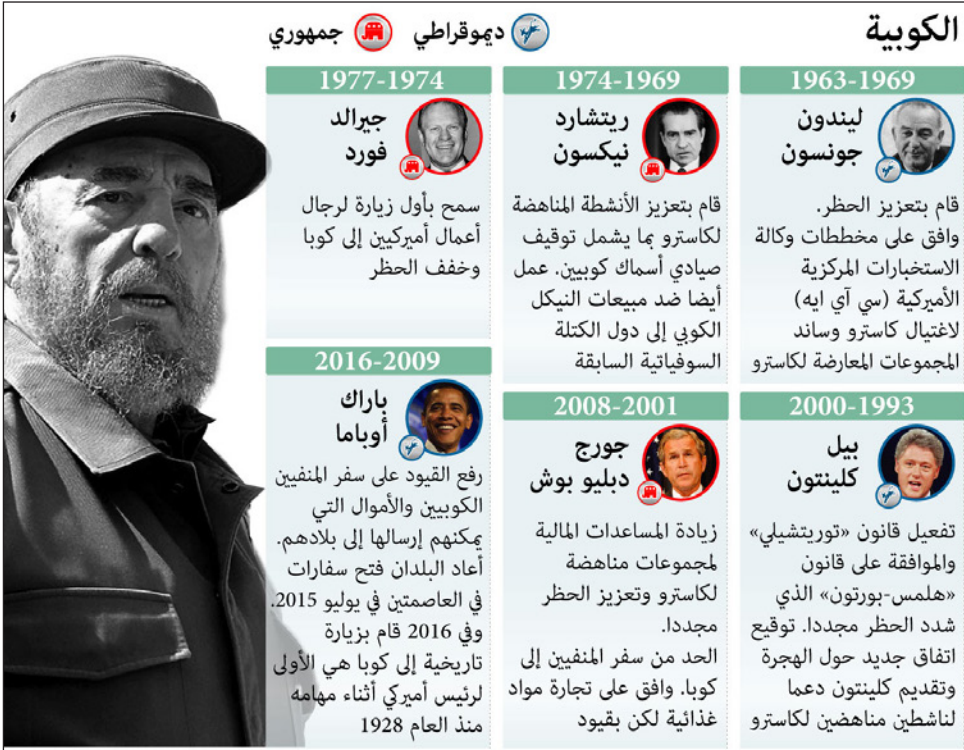 الكوبية
ديموقراطي
جمهوري
1963-1969
ليندون
جونسون
قام بتعزيز الحظر.
وافق على مخططات وكالة
الاستخبارات المركزية
الأميركية (سي آي ايه)
لاغتيال كاسترو وساند
المجموعات المعارضة لكاسترو
1974-1969
ريتشارد
نيكسون
قام بتعزيز الأنشطة المناهضة
لكاسترو بما يشمل توقيف
صيادي أسماك كوبيين. عمل
أيضا ضد مبيعات النيكل
الكوبي إلى دول الكتلة
السوفياتية السابقة
1977-1974
جيرالد
فورد
سمح بأول زيارة لرجال
أعمال أميركيين إلى كوبا
وخفف الحظر
2000-1993
بيل
كلينتون
تفعيل قانون «توريتشيلي»
والموافقة على قانون
«هلمس-بورتون» الذي
شدد الحظر مجددا. توقيع
اتفاق جديد حول الهجرة
وتقديم كلينتون دعما
لناشطين مناهضين لكاسترو
2008-2001
جورج
دبليو بوش
زيادة المساعدات المالية
لمجموعات مناهضة
لكاسترو وتعزيز الحظر
مجددا.
الحد من سفر المنفيين إلى
كوبا. وافق على تجارة مواد
غذائية لكن بقيود
2016-2009
باراك
أوباما
رفع القيود على سفر المنفيين
الكوبيين والأموال التي
يمكنهم إرسالها إلى بلادهم.
أعاد البلدان فتح سفارات
في العاصمتين في يوليو 2015.
وفي 2016 قام بزيارة
تاريخية إلى كوبا هي الأولى
لرئيس أميركي أثناء مهامه
منذ العام 1928